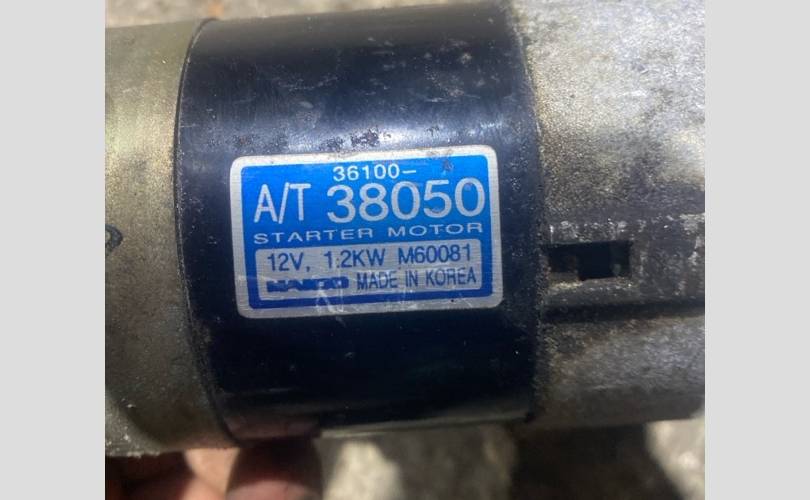 36100-
A/T 38050
STARTER MOTOR
12V, 1.2KW M60081
MADE IN KOREA